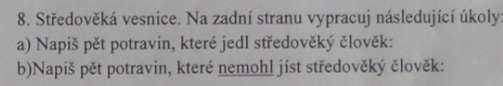 8. Středověká vesnice. Na zadní stranu vypracuj následující úkoly:
a) Napiš pět potravin, které jedl středověký člověk:
b)Napiš pět potravin, které nemohl jíst středověký člověk: